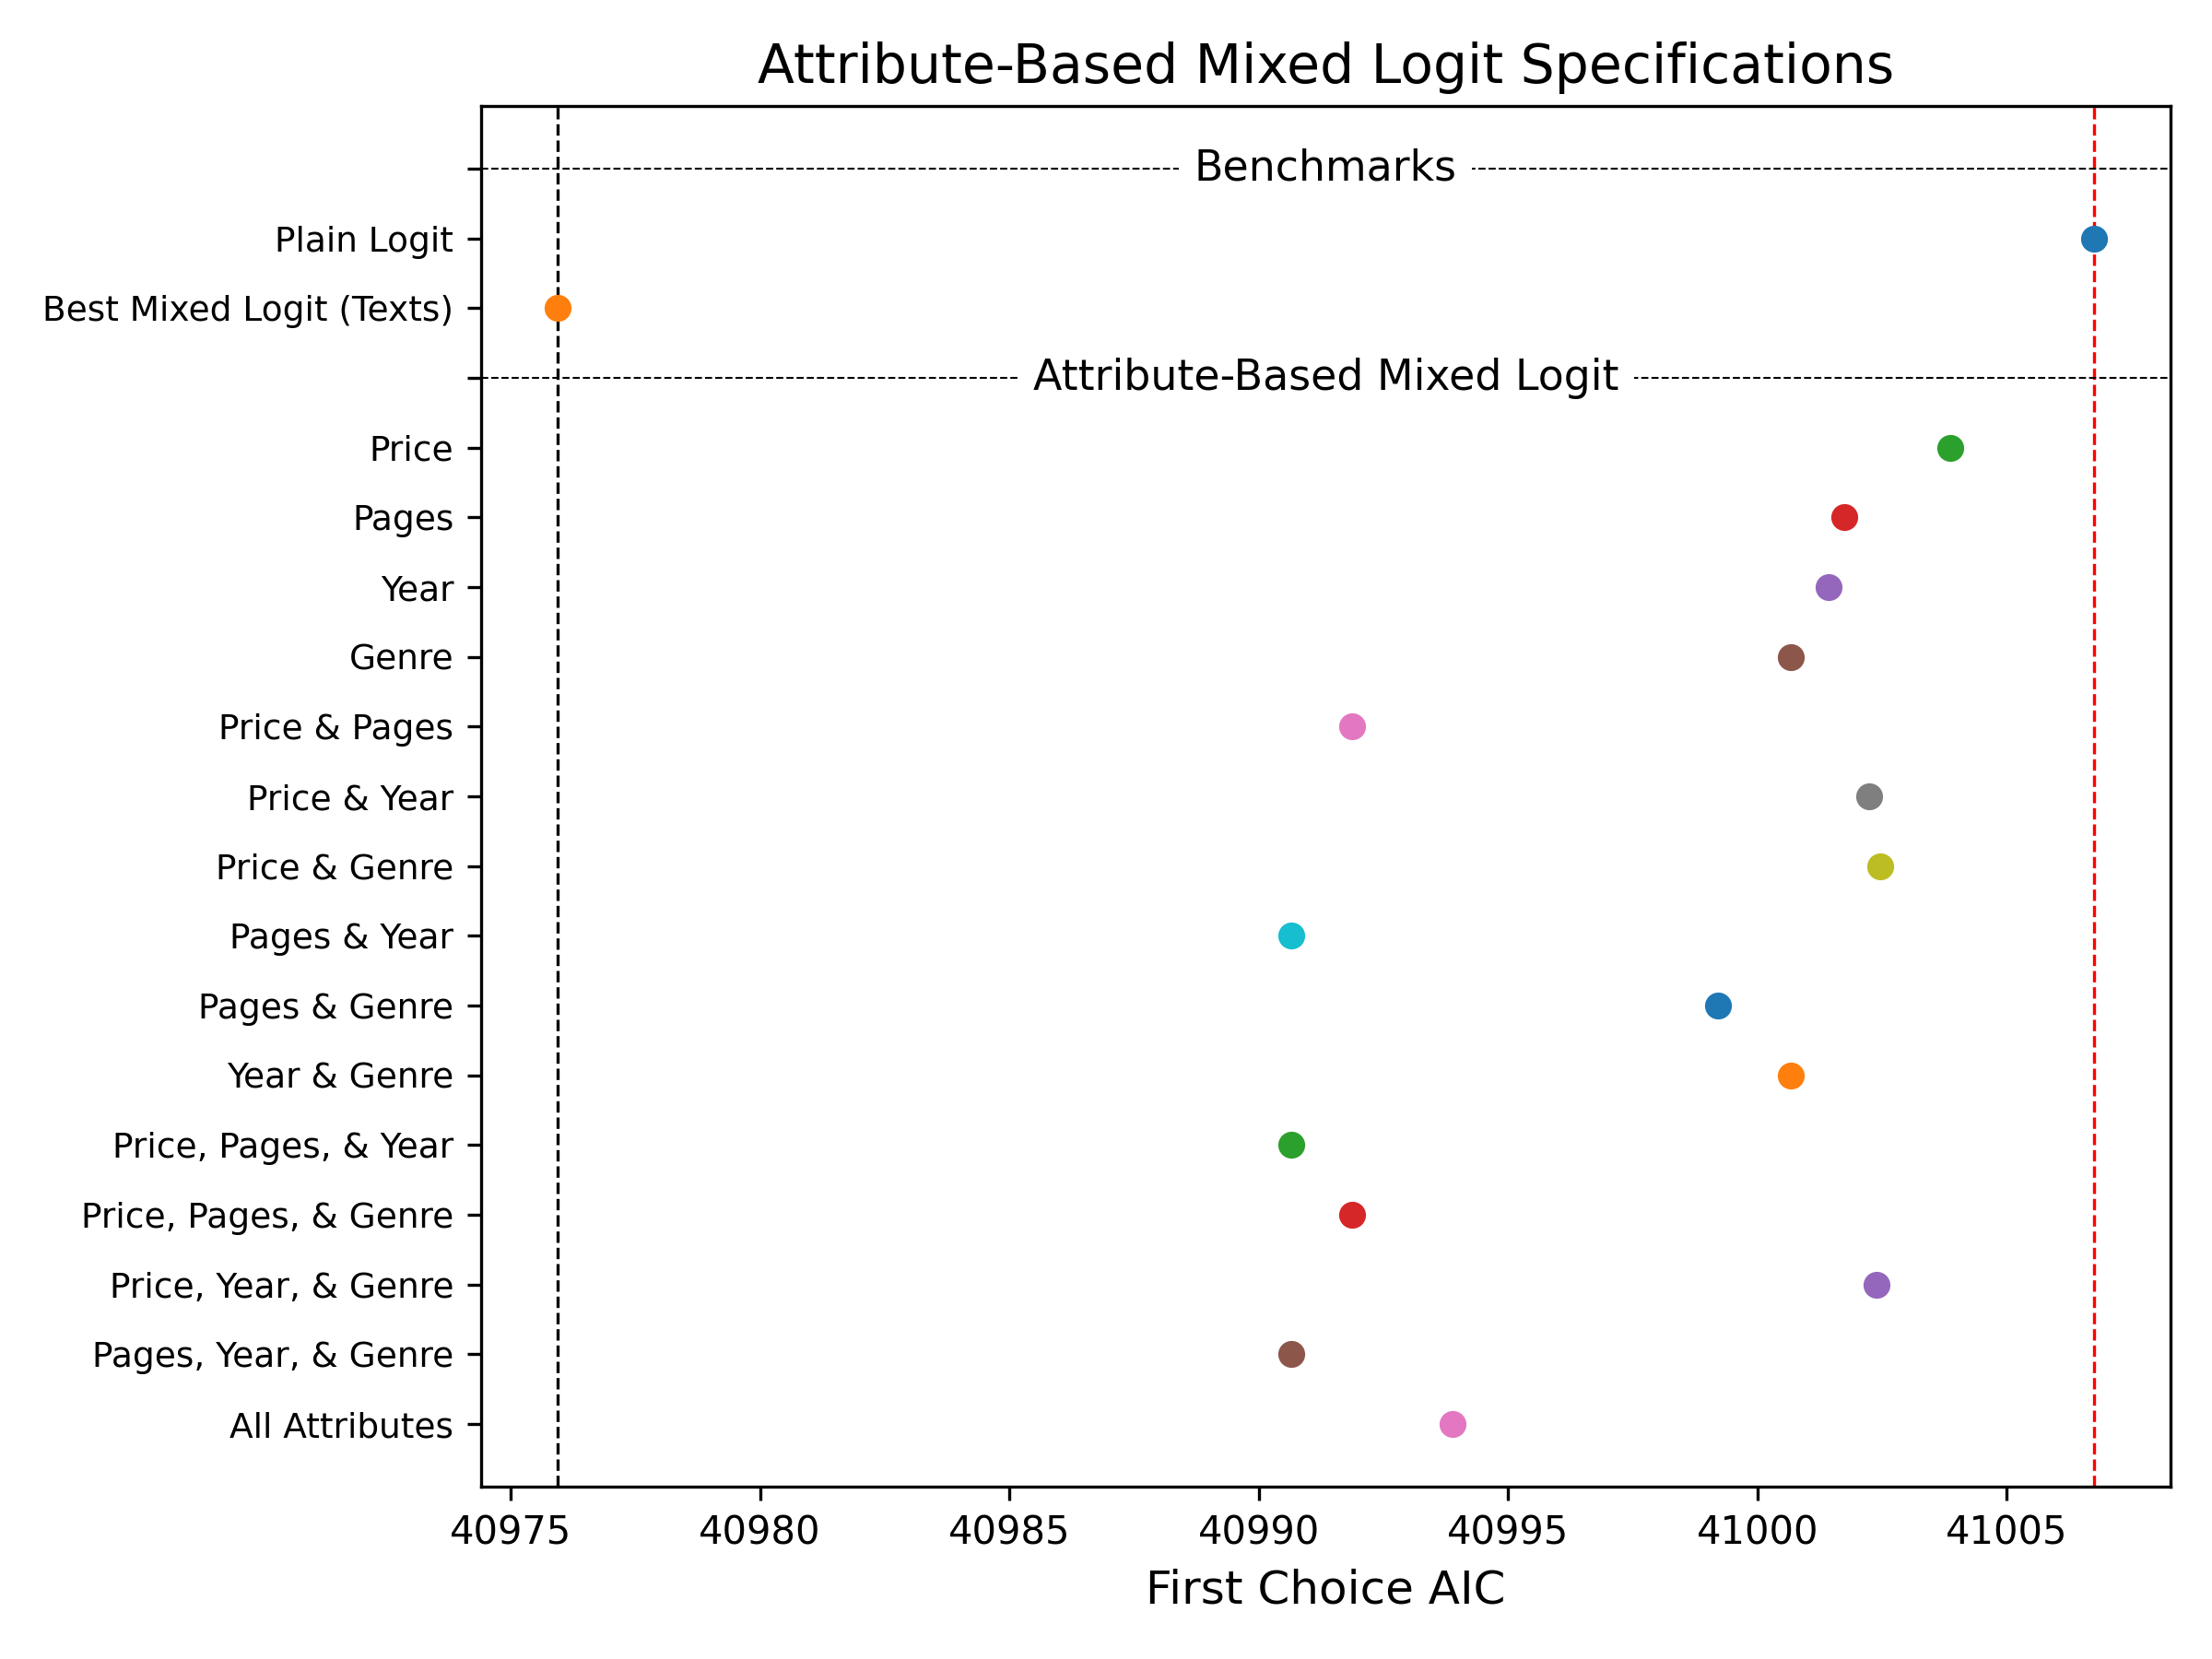 Attribute-Based Mixed Logit Specifications
Benchmarks
Plain Logit
Best Mixed Logit (Texts)
Attribute-Based Mixed Logit
Price
Pages
Year
Genre
Price & Pages
Price & Year
Price & Genre
Pages & Year
Pages & Genre
Year & Genre
Price, Pages, & Year
Price, Pages, & Genre
Price, Year, & Genre
Pages, Year, & Genre
All Attributes
40975 40980 40985 40990 40995 41000 41005
First Choice AIC